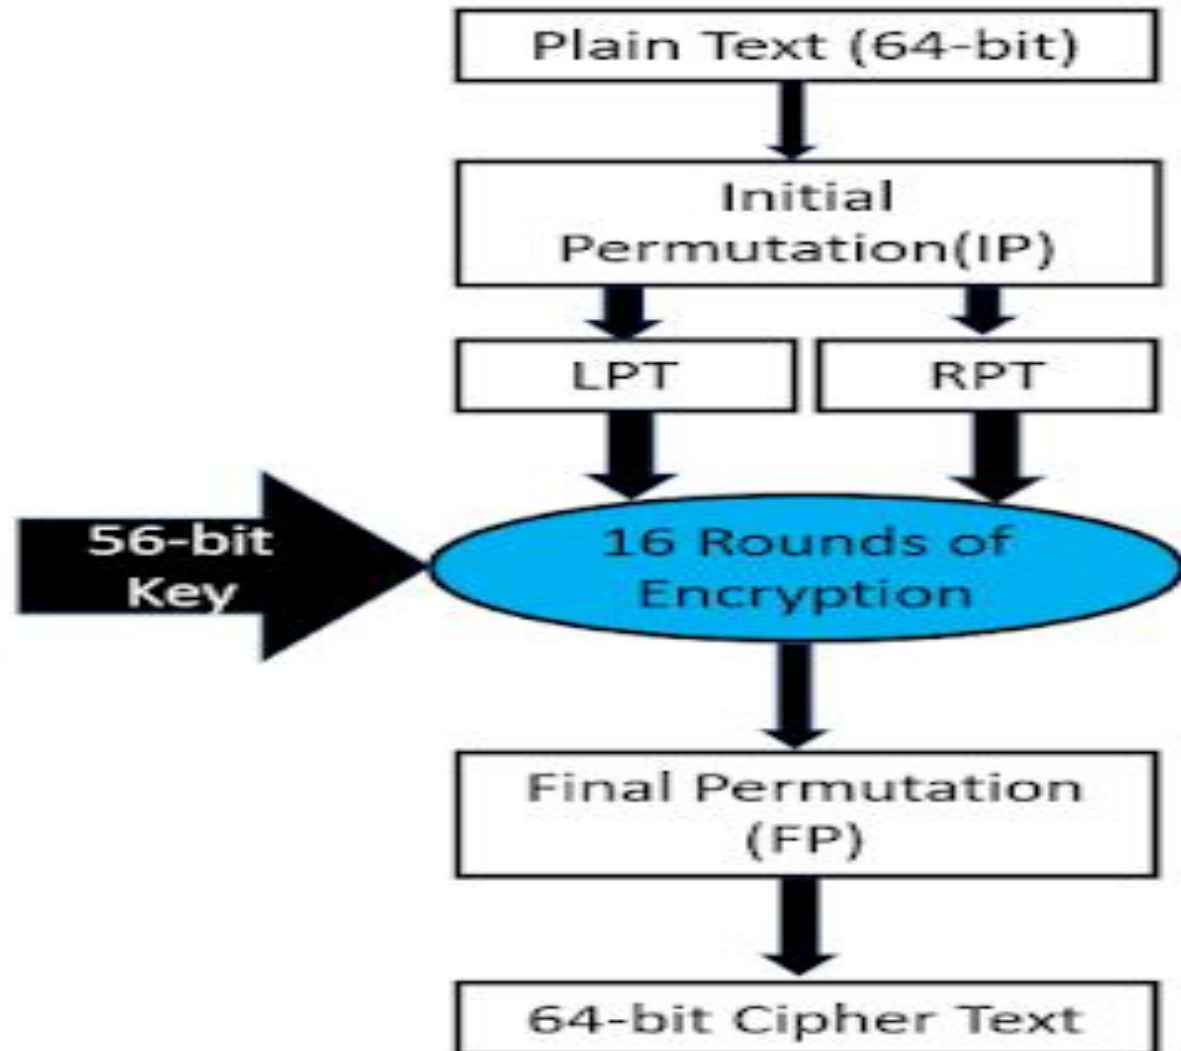 Plain Text (64-bit)
Initial
Permutation(IP)
LPT
RPT
56-bit
Key
16 Rounds of
Encryption
Final Permutation
(FP)
64-bit Cipher Text